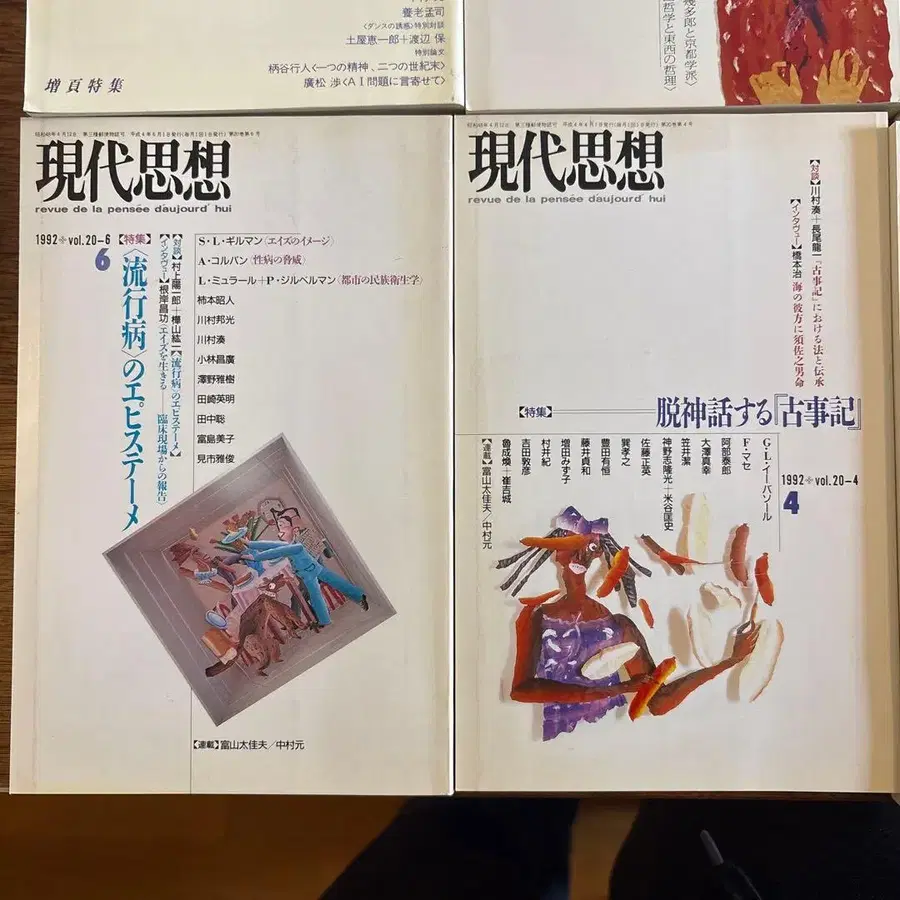 養老孟司
〈ダンスの誘惑〉特別対談
土屋恵一郎+渡辺 保
特別論文
柄谷行人〈一つの精神、二つの世紀末〉
廣松 渉〈AI問題に言寄せて〉
増頁特集
幾多郎と京都学派〉
哲学と東西の哲理〉
現代思想
revue de la pensée d'aujourd' hui
1992 vol.20-6
6
【特集】
〈流行病〉のエピステーメ
【対談】村上陽一郎+樺山紘一【〈流行病〉のエピステーメ】
【インタヴュー】根岸昌功〈エイズを生きる――臨床現場からの報告〉
S・L・ギルマン〈エイズのイメージ〉
A・コルバン〈性病の脅威〉
L・ミュラール+P・ジルベルマン〈都市の民族衛生学〉
柿本昭人
川村邦光
川村湊
小林昌廣
澤野雅樹
田崎英明
田中聡
富島美子
見市雅俊
【連載】富山太佳夫/中村元
現代思想
revue de la pensée d'aujourd' hui
【対談】川村湊+長尾龍一『古事記』における法と伝承
【インタヴュー】橋本治 海の彼方に須佐之男命
【特集】
脱神話する『古事記』
1992 vol.20-4
4
G・L・イーバソール
F・マセ
阿部泰郎
大澤真幸
笠井潔
神野志隆光+米谷匡史
佐藤正英
巽孝之
豊田有恒
藤井貞和
増田みず子
村井紀
吉田敦彦
魯成煥+崔吉城
【連載】富山太佳夫/中村元